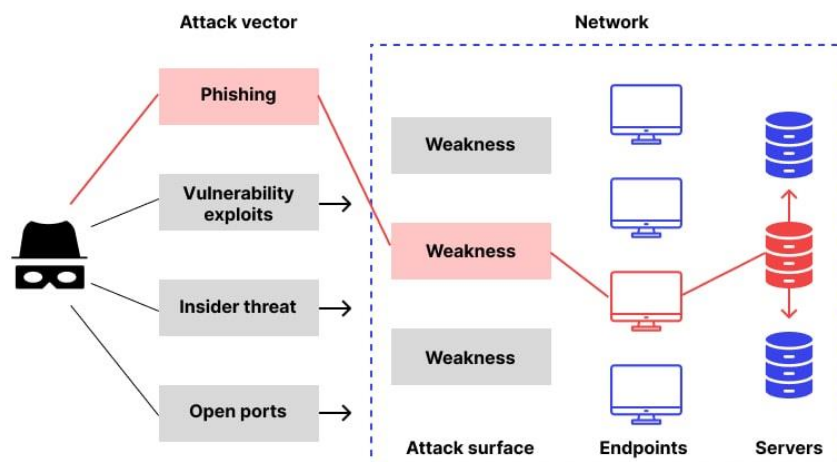 Attack vector
Network
Phishing
Vulnerability
exploits
Insider threat
Open ports
Weakness
Weakness
Weakness
Attack surface
Endpoints
Servers